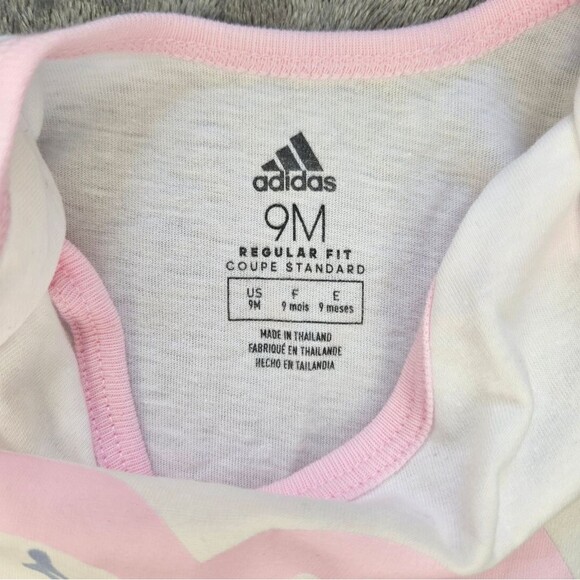 adidas
9M
REGULAR FIT
COUPE STANDARD
US F E
9M 9 mois 9 meses
MADE IN THAILAND
FABRIQUÉ EN THAILANDE
HECHO EN TAILANDIA